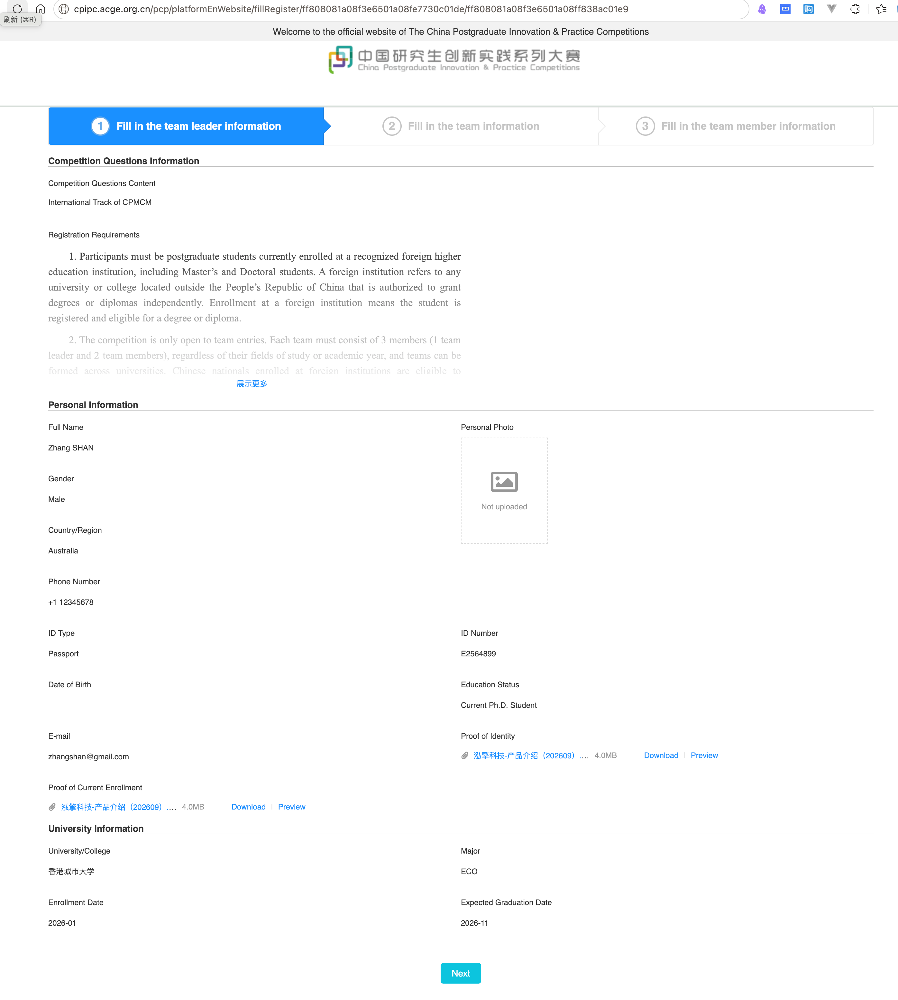 cpipc.acge.org.cn/pcp/platformEnWebsite/fillRegister/ff808081a08f3e6501a08fe7730c01de/ff808081a08f3e6501a08ff838ac01e9
购
刷新 (⌘R)
Welcome to the official website of The China Postgraduate Innovation & Practice Competitions
中国研究生创新实践系列大赛
China Postgraduate Innovation & Practice Competitions
1 Fill in the team leader information
2 Fill in the team information
3 Fill in the team member information
Competition Questions Information
Competition Questions Content
International Track of CPMCM
Registration Requirements
1. Participants must be postgraduate students currently enrolled at a recognized foreign higher
education institution, including Master’s and Doctoral students. A foreign institution refers to any
university or college located outside the People’s Republic of China that is authorized to grant
degrees or diplomas independently. Enrollment at a foreign institution means the student is
registered and eligible for a degree or diploma.
2. The competition is only open to team entries. Each team must consist of 3 members (1 team
leader and 2 team members), regardless of their fields of study or academic year, and teams can be
formed across universities. Chinese nationals enrolled at foreign institutions are eligible to
展示更多
Personal Information
Full Name
Zhang SHAN
Personal Photo
Not uploaded
Gender
Male
Country/Region
Australia
Phone Number
+1 12345678
ID Type
Passport
ID Number
E2564899
Date of Birth
Education Status
Current Ph.D. Student
E-mail
zhangshan@gmail.com
Proof of Identity
泓擎科技-产品介绍（202609）.... 4.0MB Download Preview
Proof of Current Enrollment
泓擎科技-产品介绍（202609）.... 4.0MB Download Preview
University Information
University/College
香港城市大学
Major
ECO
Enrollment Date
2026-01
Expected Graduation Date
2026-11
Next